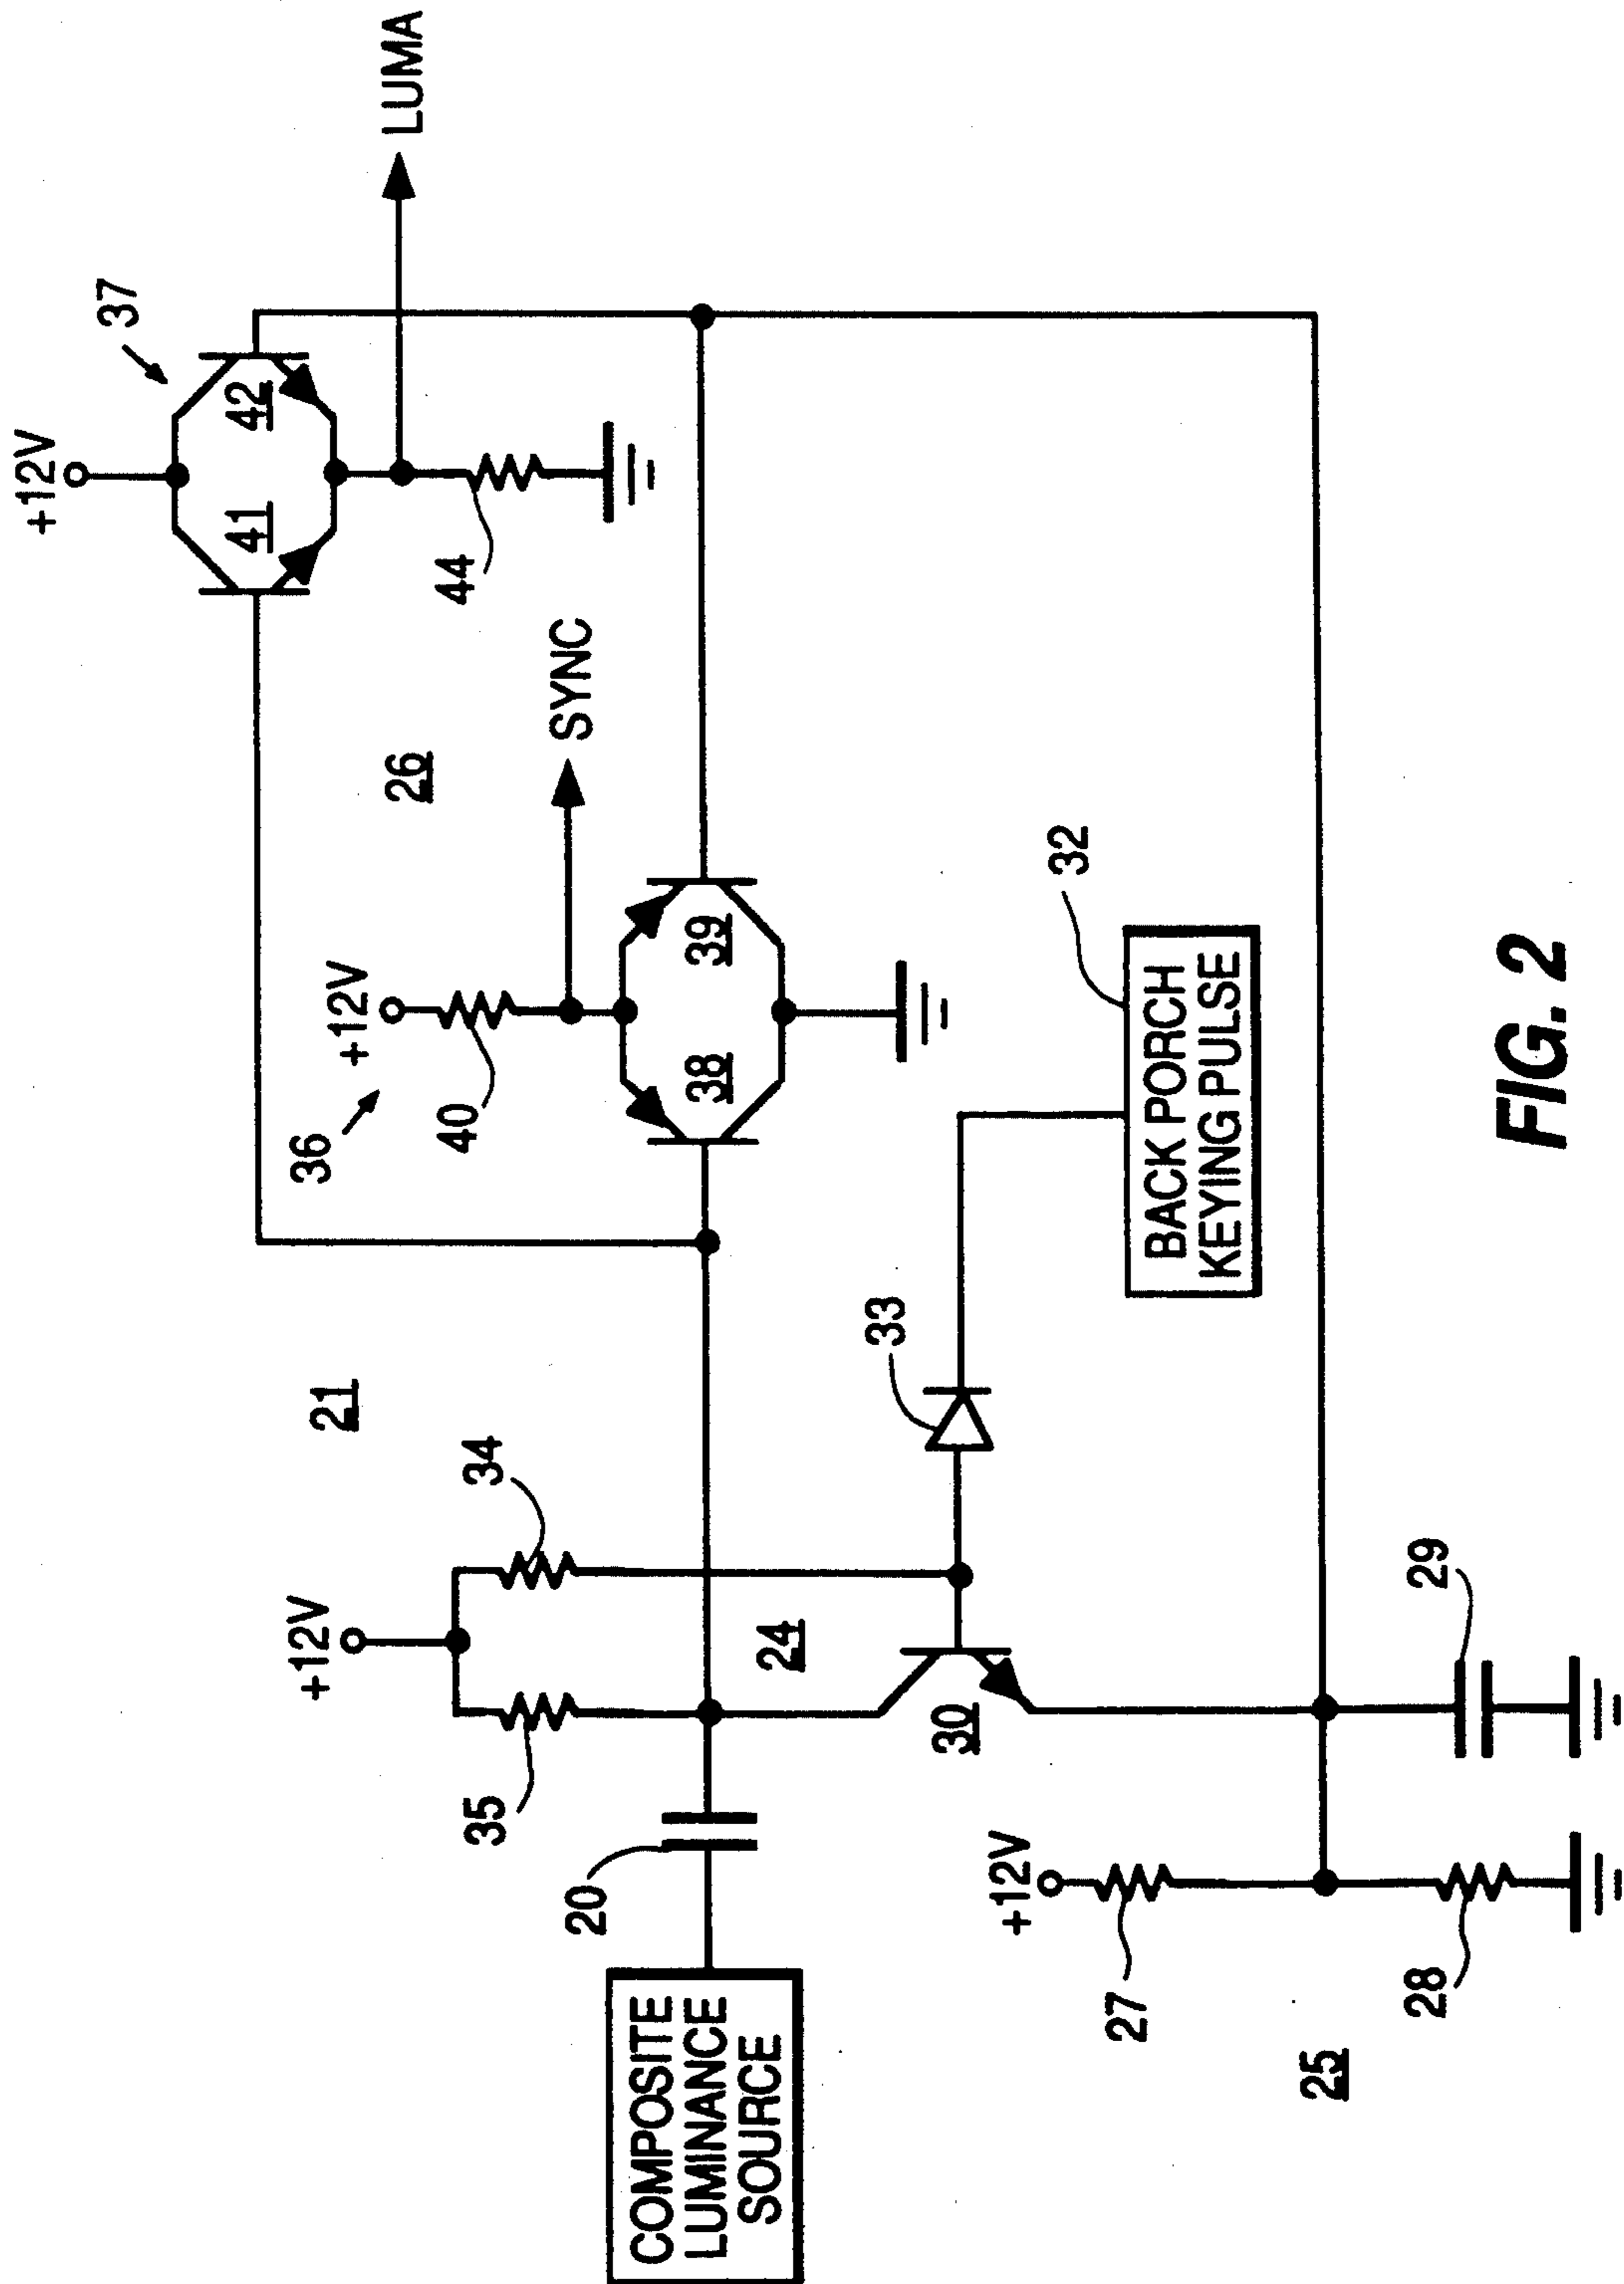 +12V
37
LUMA
41
42
44
26
SYNC
36
+12V
40
38
39
21
+12V
35
34
24
20
COMPOSITE
LUMINANCE
SOURCE
30
33
32
BACK PORCH
KEYING PULSE
+12V
27
25
28
29
FIG. 2